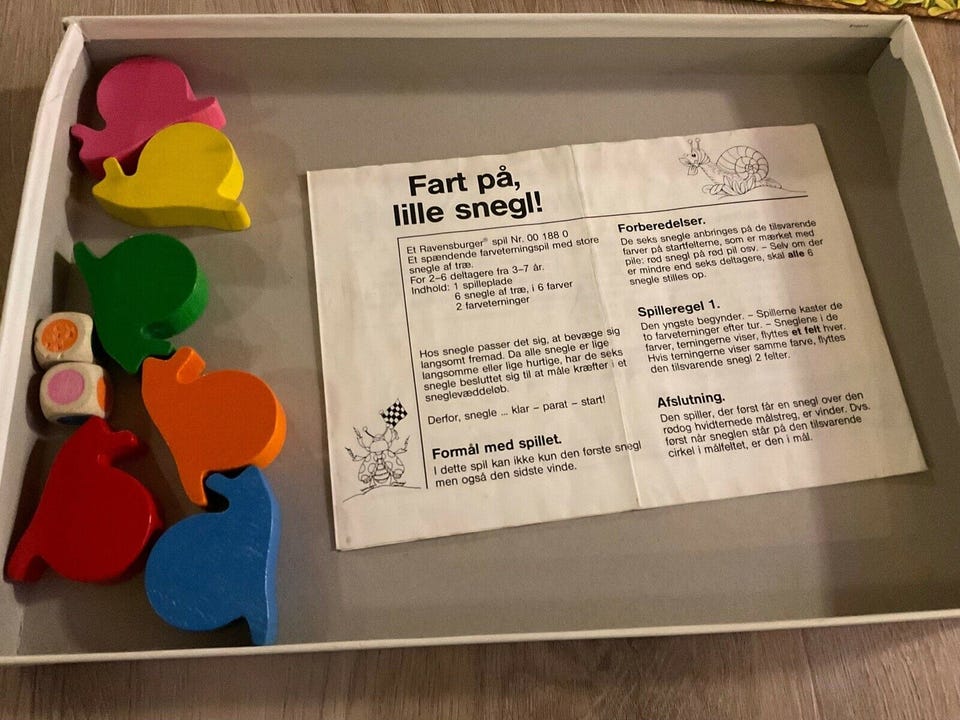 Fart på,
lille snegl!
Et Ravensburger® spil Nr. 00 188 0
Et spændende farveterningspil med store
snegle af træ.
For 2–6 deltagere fra 3–7 år.
Indhold: 1 spilleplade
6 snegle af træ, i 6 farver
2 farveterninger
Hos snegle passer det sig, at bevæge sig
langsomt fremad. Da alle snegle er lige
langsomme eller lige hurtige, har de seks
snegle besluttet sig til at måle kræfter i et
sneglevæddeløb.
Derfor, snegle ... klar – parat – start!
Formål med spillet.
I dette spil kan ikke kun den første snegl
men også den sidste vinde.
Forberedelser.
De seks snegle anbringes på de tilsvarende
farver på startfelterne, som er mærket med
pile: rød snegl på rød pil osv. – Selv om der
er mindre end seks deltagere, skal alle 6
snegle stilles op.
Spilleregel 1.
Den yngste begynder. – Spillerne kaster de
to farveterninger efter tur. – Sneglene i de
farver, terningerne viser, flyttes et felt hver.
Hvis terningerne viser samme farve, flyttes
den tilsvarende snegl 2 felter.
Afslutning.
Den spiller, der først får en snegl over den
rødog hvidternede målstreg, er vinder. Dvs.
først når sneglen står på den tilsvarende
cirkel i målfeltet, er den i mål.